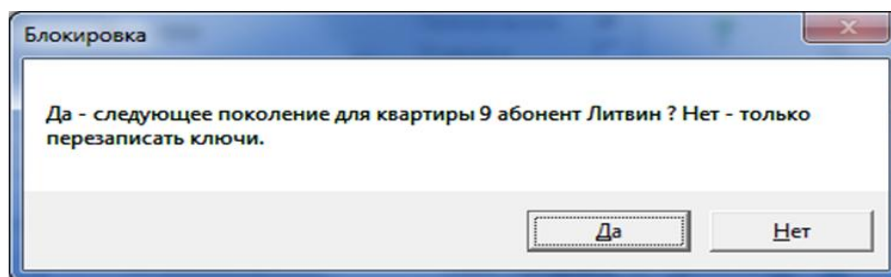 Блокировка
Да - следующее поколение для квартиры 9 абонент Литвин ? Нет - только
перезаписать ключи.
Да
Нет